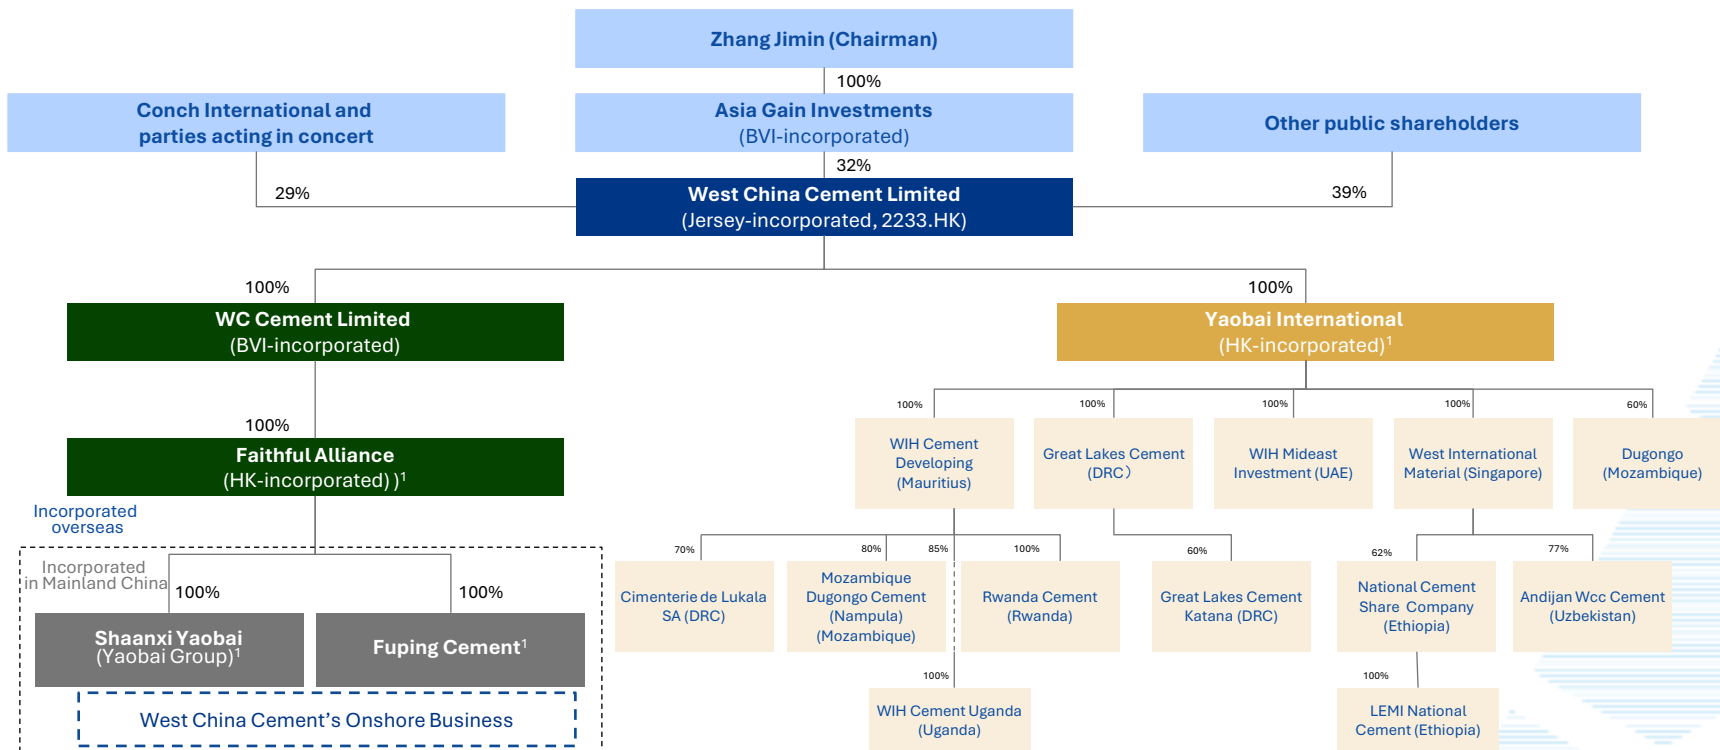 Zhang Jimin (Chairman)
100%
Conch International and
parties acting in concert
Asia Gain Investments
(BVI-incorporated)
Other public shareholders
32%
29%
39%
West China Cement Limited
(Jersey-incorporated, 2233.HK)
100%
100%
WC Cement Limited
(BVI-incorporated)
Yaobai International
(HK-incorporated)¹
100%
Faithful Alliance
(HK-incorporated) )¹
Incorporated
overseas
Incorporated
in Mainland China
100%
100%
Shaanxi Yaobai
(Yaobai Group)¹
Fuping Cement¹
West China Cement’s Onshore Business
100%
100%
100%
100%
60%
WIH Cement
Developing
(Mauritius)
Great Lakes Cement
(DRC）
WIH Mideast
Investment (UAE)
West International
Material (Singapore)
Dugongo
(Mozambique)
70%
80%
85%
100%
60%
62%
77%
Cimenterie de Lukala
SA (DRC)
Mozambique
Dugongo Cement
(Nampula)
(Mozambique)
Rwanda Cement
(Rwanda)
Great Lakes Cement
Katana (DRC)
National Cement
Share Company
(Ethiopia)
Andijan Wcc Cement
(Uzbekistan)
100%
100%
WIH Cement Uganda
(Uganda)
LEMI National
Cement (Ethiopia)